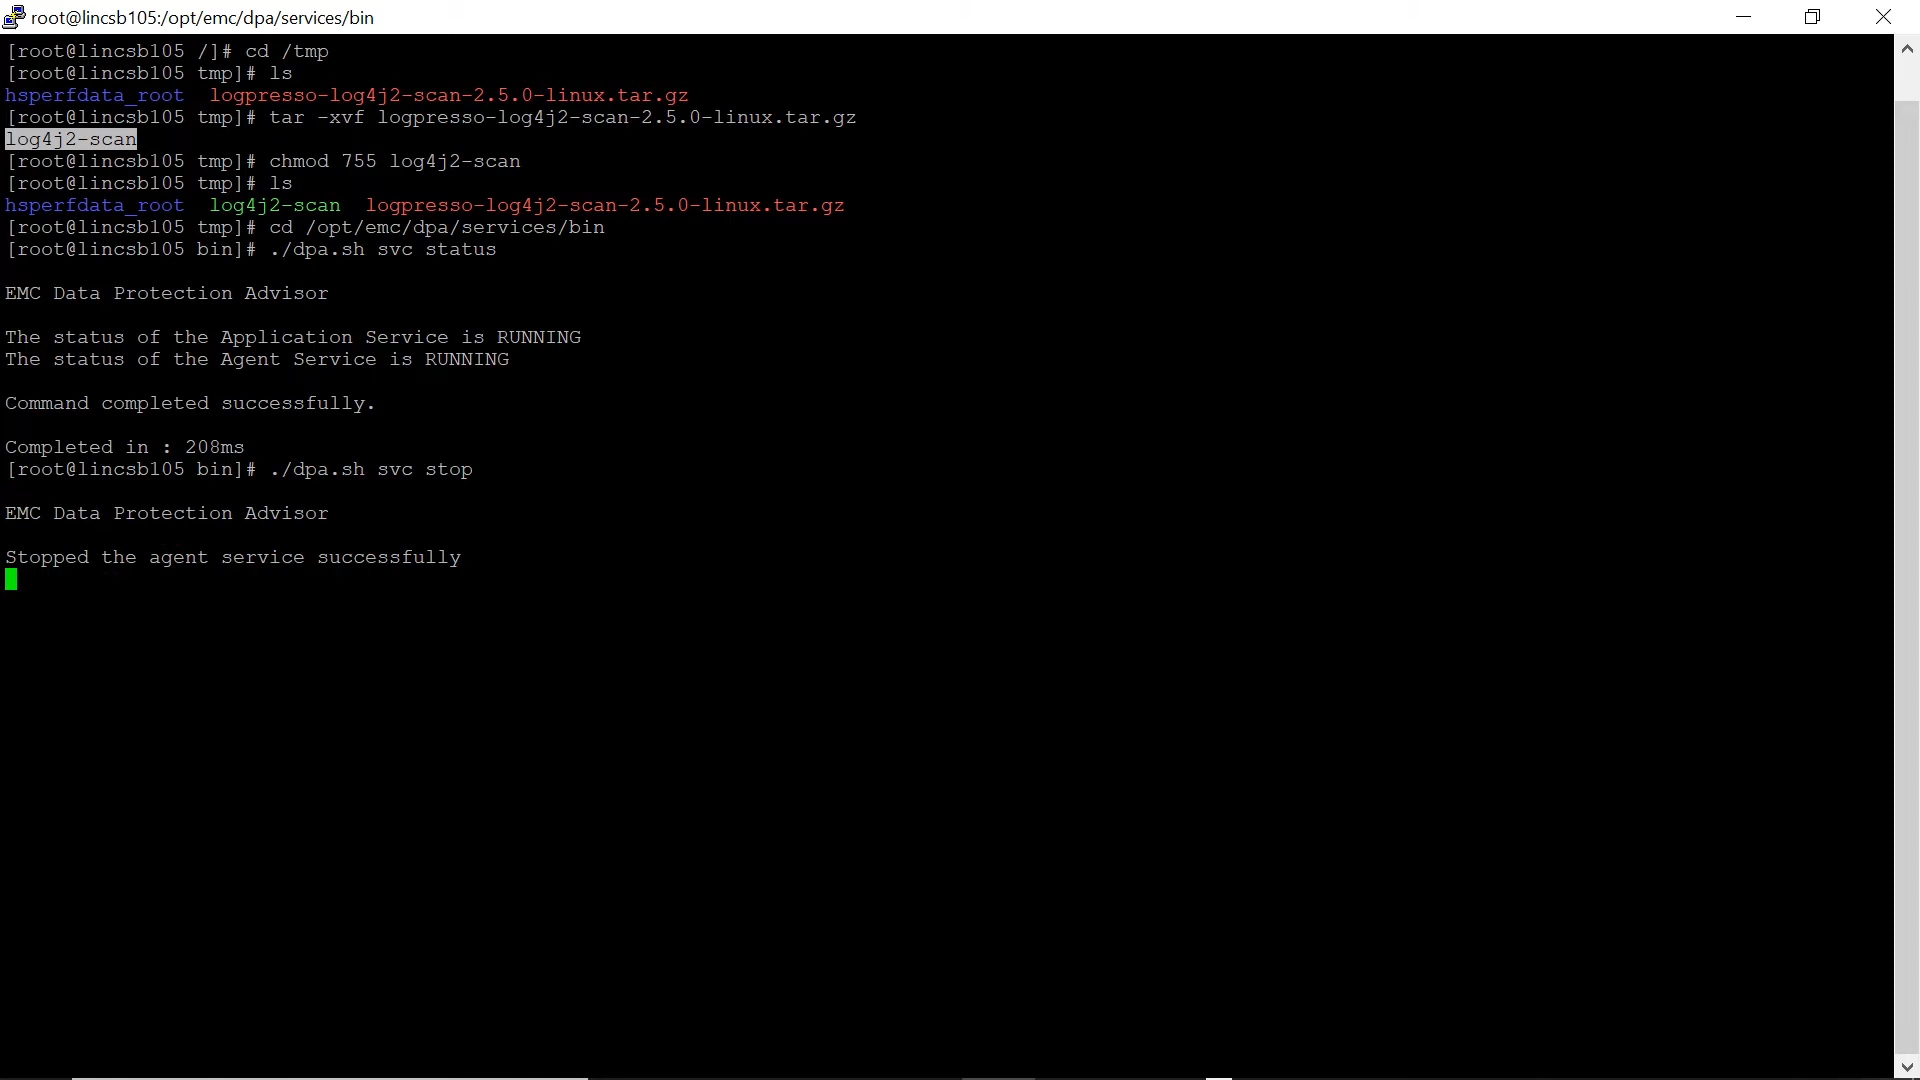 root@lincsb105:/opt/emc/dpa/services/bin
[root@lincsb105 /]# cd /tmp
[root@lincsb105 tmp]# ls
hsperfdata_root  logpresso-log4j2-scan-2.5.0-linux.tar.gz
[root@lincsb105 tmp]# tar -xvf logpresso-log4j2-scan-2.5.0-linux.tar.gz
log4j2-scan
[root@lincsb105 tmp]# chmod 755 log4j2-scan
[root@lincsb105 tmp]# ls
hsperfdata_root  log4j2-scan  logpresso-log4j2-scan-2.5.0-linux.tar.gz
[root@lincsb105 tmp]# cd /opt/emc/dpa/services/bin
[root@lincsb105 bin]# ./dpa.sh svc status
EMC Data Protection Advisor
The status of the Application Service is RUNNING
The status of the Agent Service is RUNNING
Command completed successfully.
Completed in : 208ms
[root@lincsb105 bin]# ./dpa.sh svc stop
EMC Data Protection Advisor
Stopped the agent service successfully